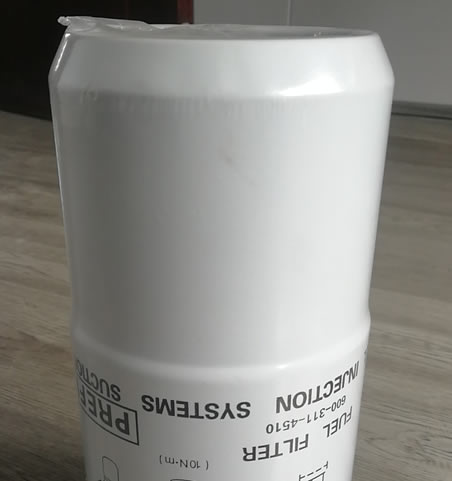 ( 10N·m )
FUEL FILTER
600-311-4510
INJECTION SYSTEMS
SUCTIO
PREF